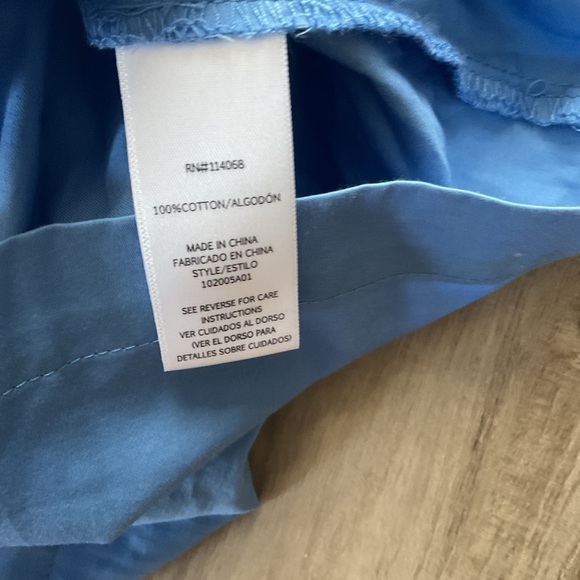 RN#114068
100%COTTON/ALGODÓN
MADE IN CHINA
FABRICADO EN CHINA
STYLE/ESTILO
102005A01
SEE REVERSE FOR CARE
INSTRUCTIONS
VER CUIDADOS AL DORSO
(VER EL DORSO PARA
DETALLES SOBRE CUIDADOS)